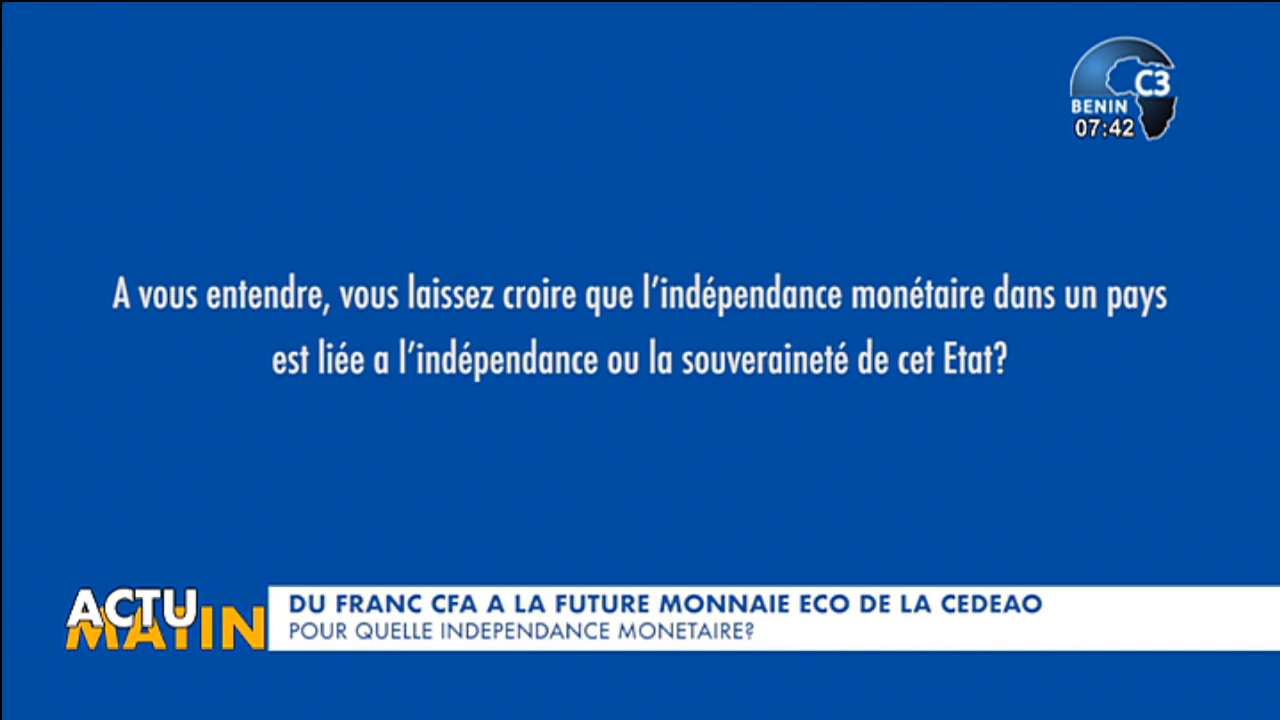 C3
BENIN
07:42
A vous entendre, vous laissez croire que l'indépendance monétaire dans un pays
est liée a l'indépendance ou la souveraineté de cet Etat?
ACTU
MATIN
DU FRANC CFA A LA FUTURE MONNAIE ECO DE LA CEDEAO
POUR QUELLE INDEPENDANCE MONETAIRE?